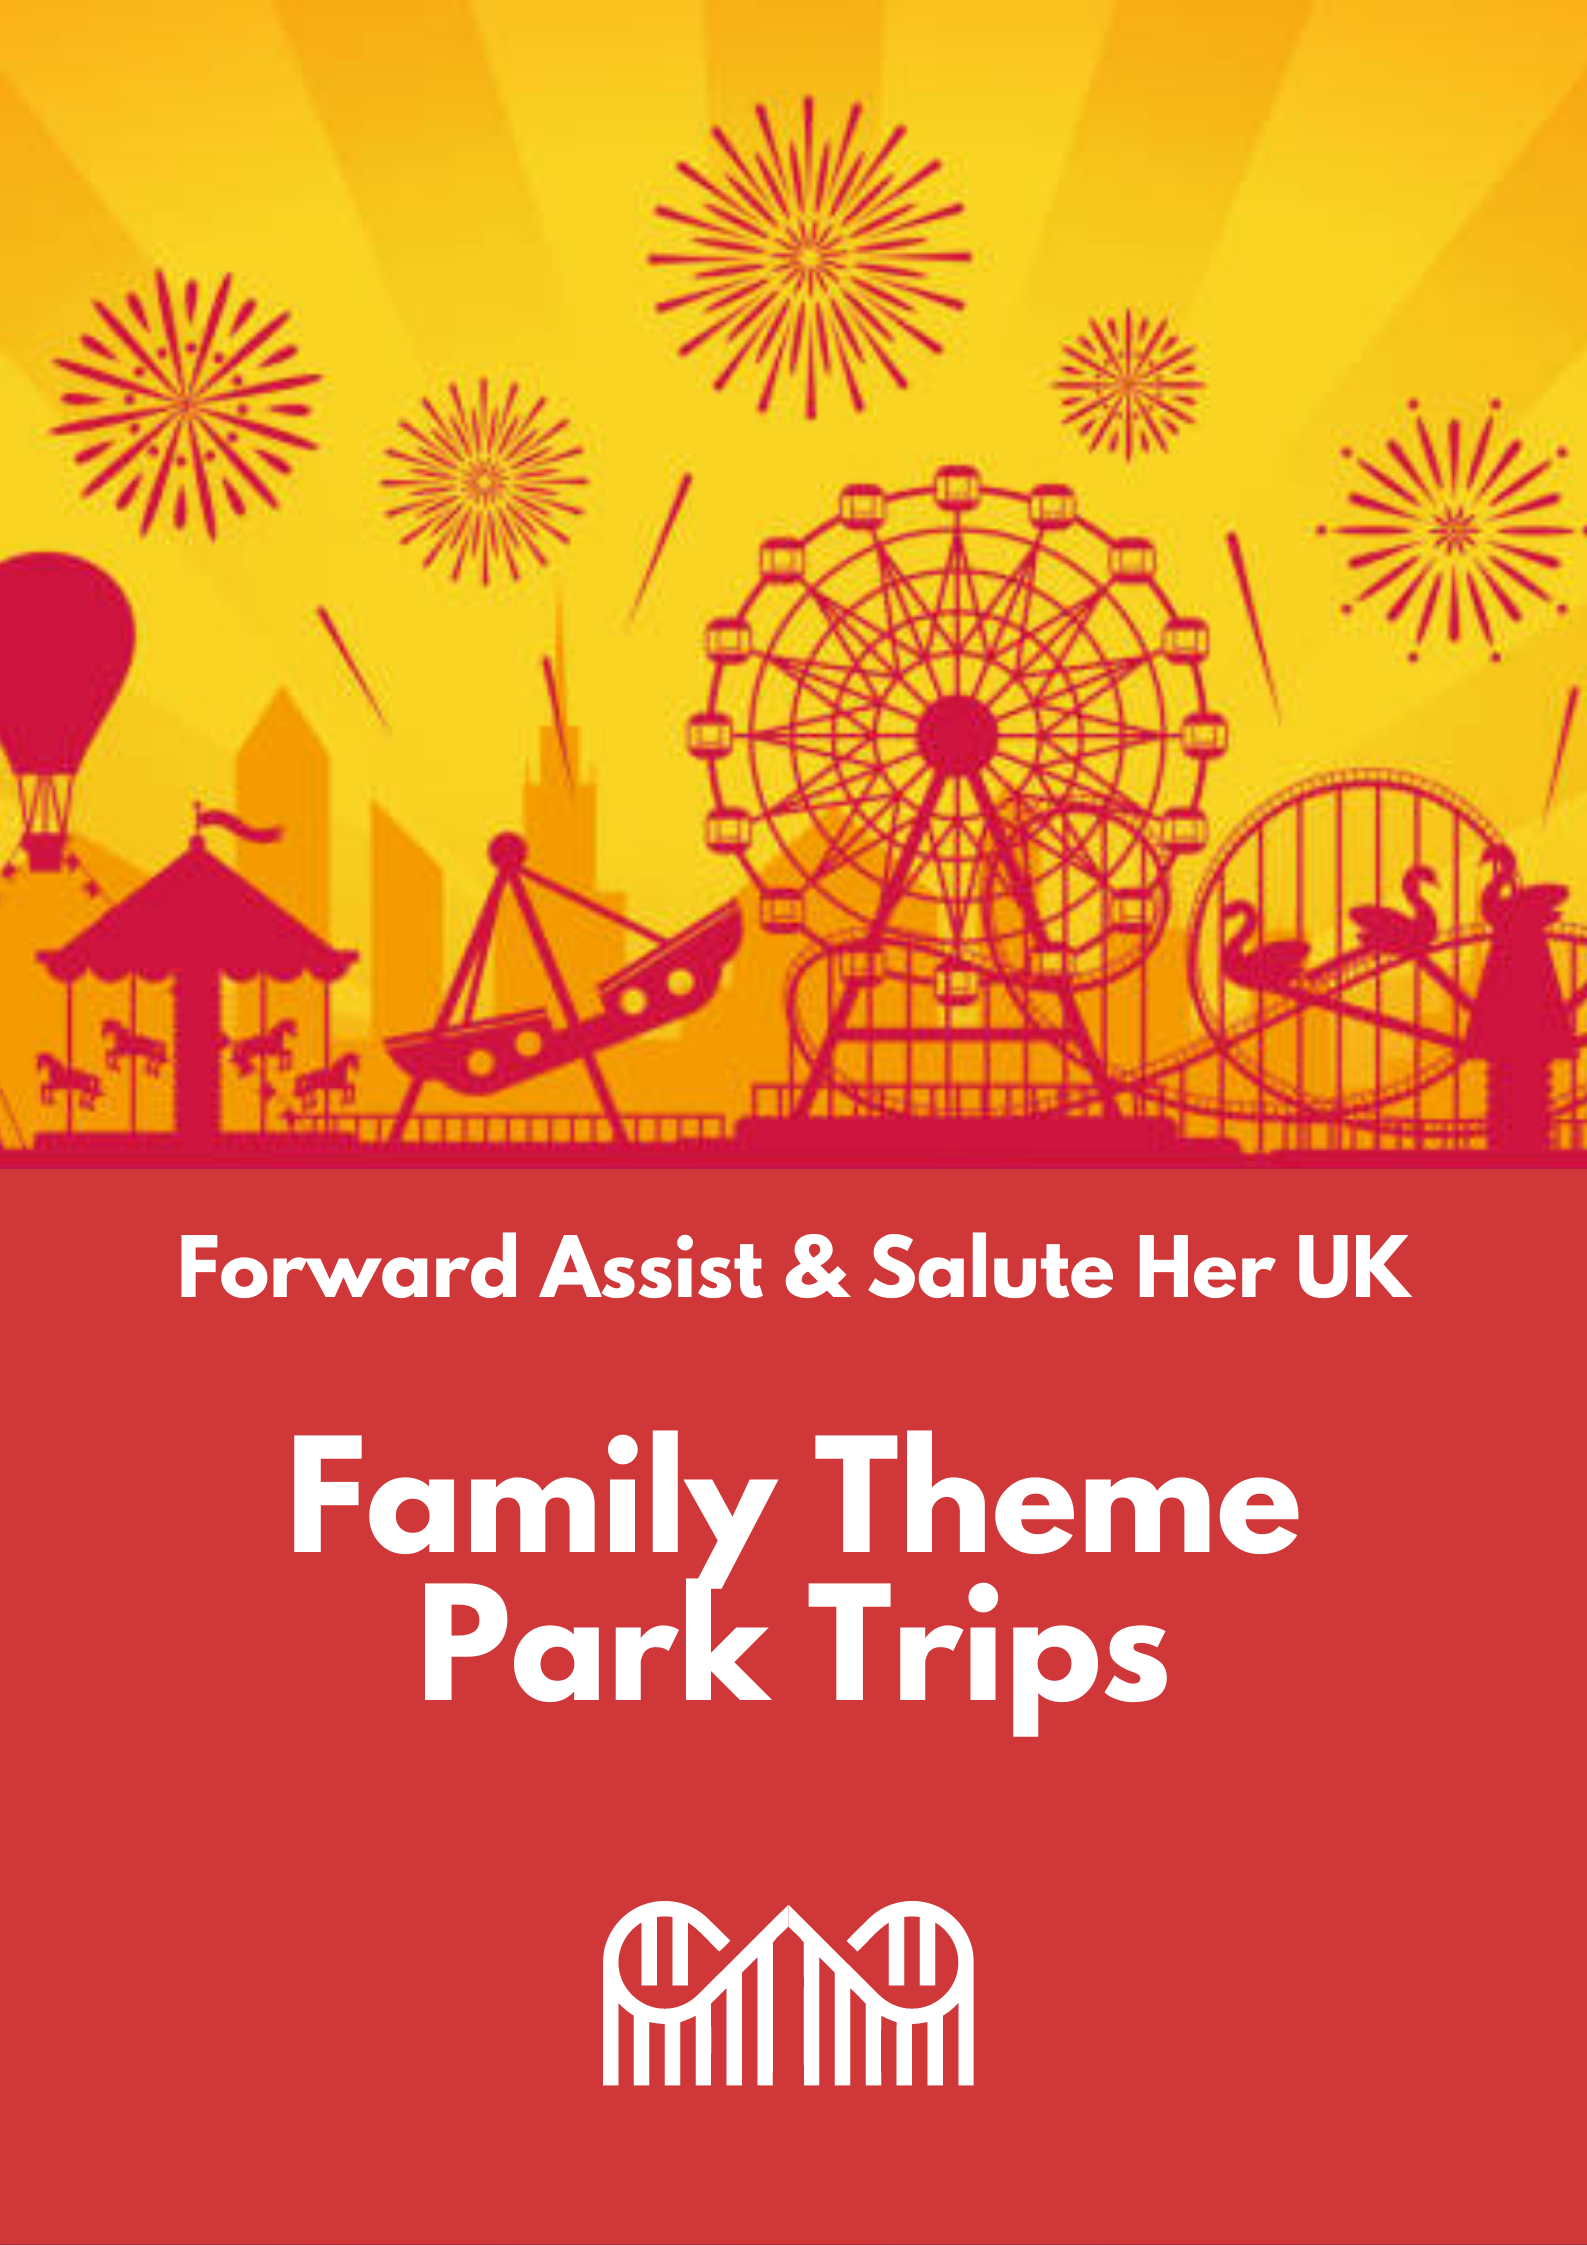 Forward Assist & Salute Her UK
Family Theme
Park Trips